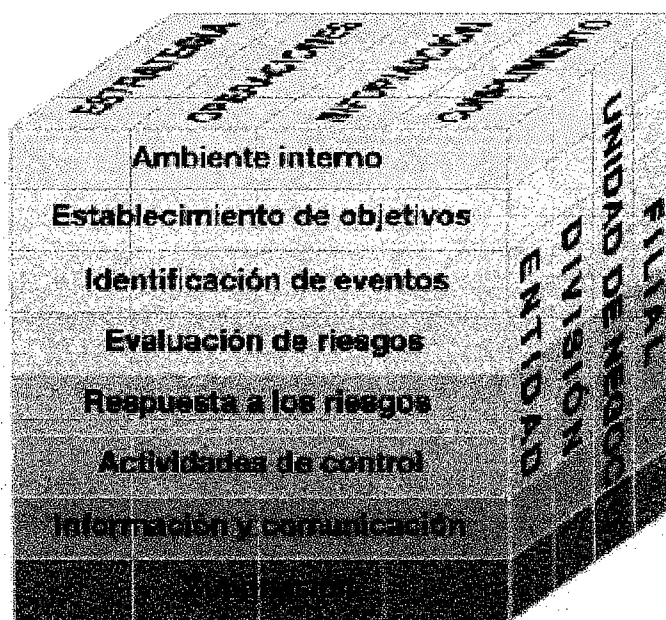 ESTRATEGIA
OPERACIONES
INFORMACIÓN
CUMPLIMIENTO
Ambiente interno
Establecimiento de objetivos
Identificación de eventos
Evaluación de riesgos
Respuesta a los riesgos
Actividades de control
Información y comunicación
ENTIDAD
DIVISIÓN
UNIDAD DE NEGOC
FILIAL